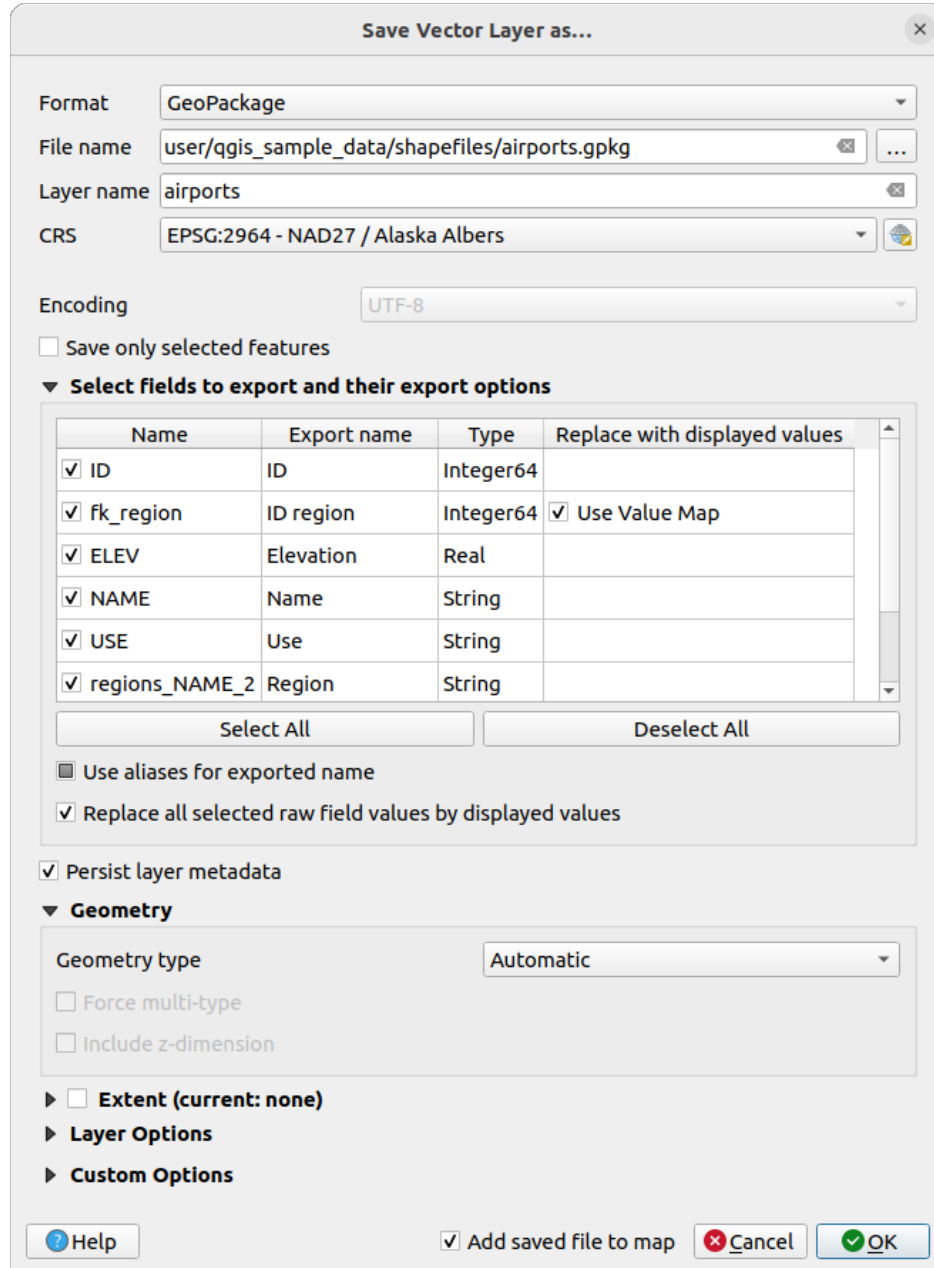 Save Vector Layer as...
Format GeoPackage
File name user/qgis_sample_data/shapefiles/airports.gpkg ...
Layer name airports
CRS EPSG:2964 - NAD27 / Alaska Albers
Encoding UTF-8
Save only selected features
Select fields to export and their export options
Name Export name Type Replace with displayed values
ID ID Integer64
fk_region ID region Integer64 Use Value Map
ELEV Elevation Real
NAME Name String
USE Use String
regions_NAME_2 Region String
Select All Deselect All
Use aliases for exported name
Replace all selected raw field values by displayed values
Persist layer metadata
Geometry
Geometry type Automatic
Force multi-type
Include z-dimension
Extent (current: none)
Layer Options
Custom Options
Help Add saved file to map Cancel OK